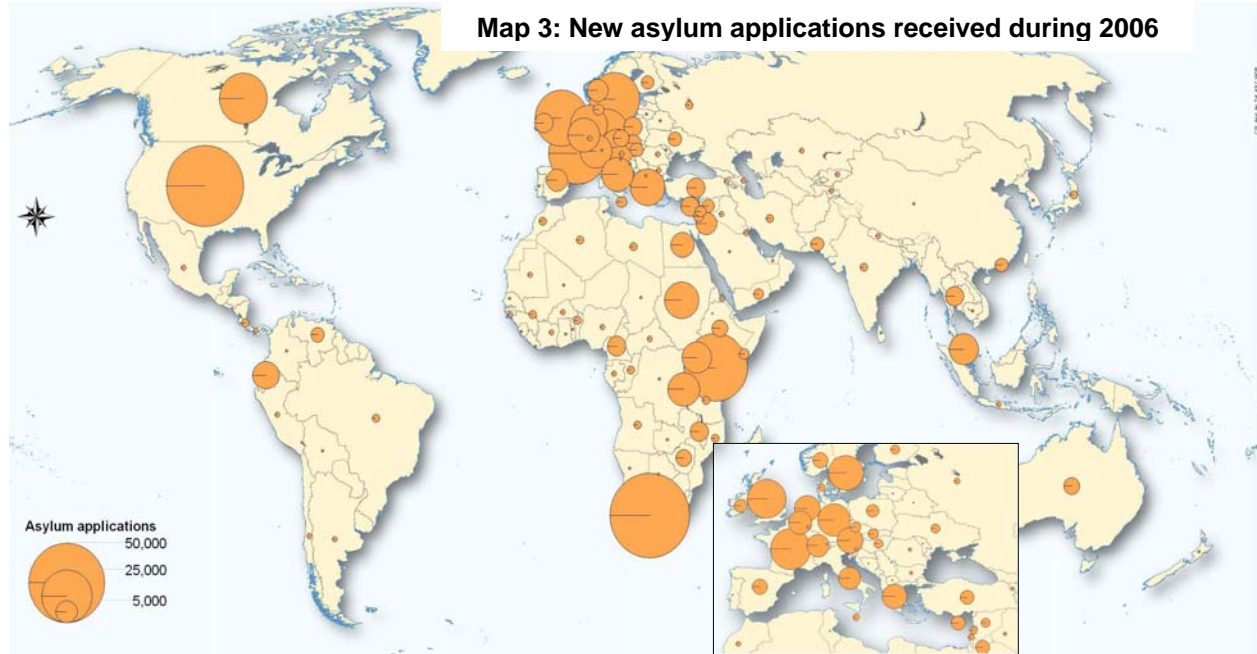 Map 3: New asylum applications received during 2006
Asylum applications
50,000
25,000
5,000